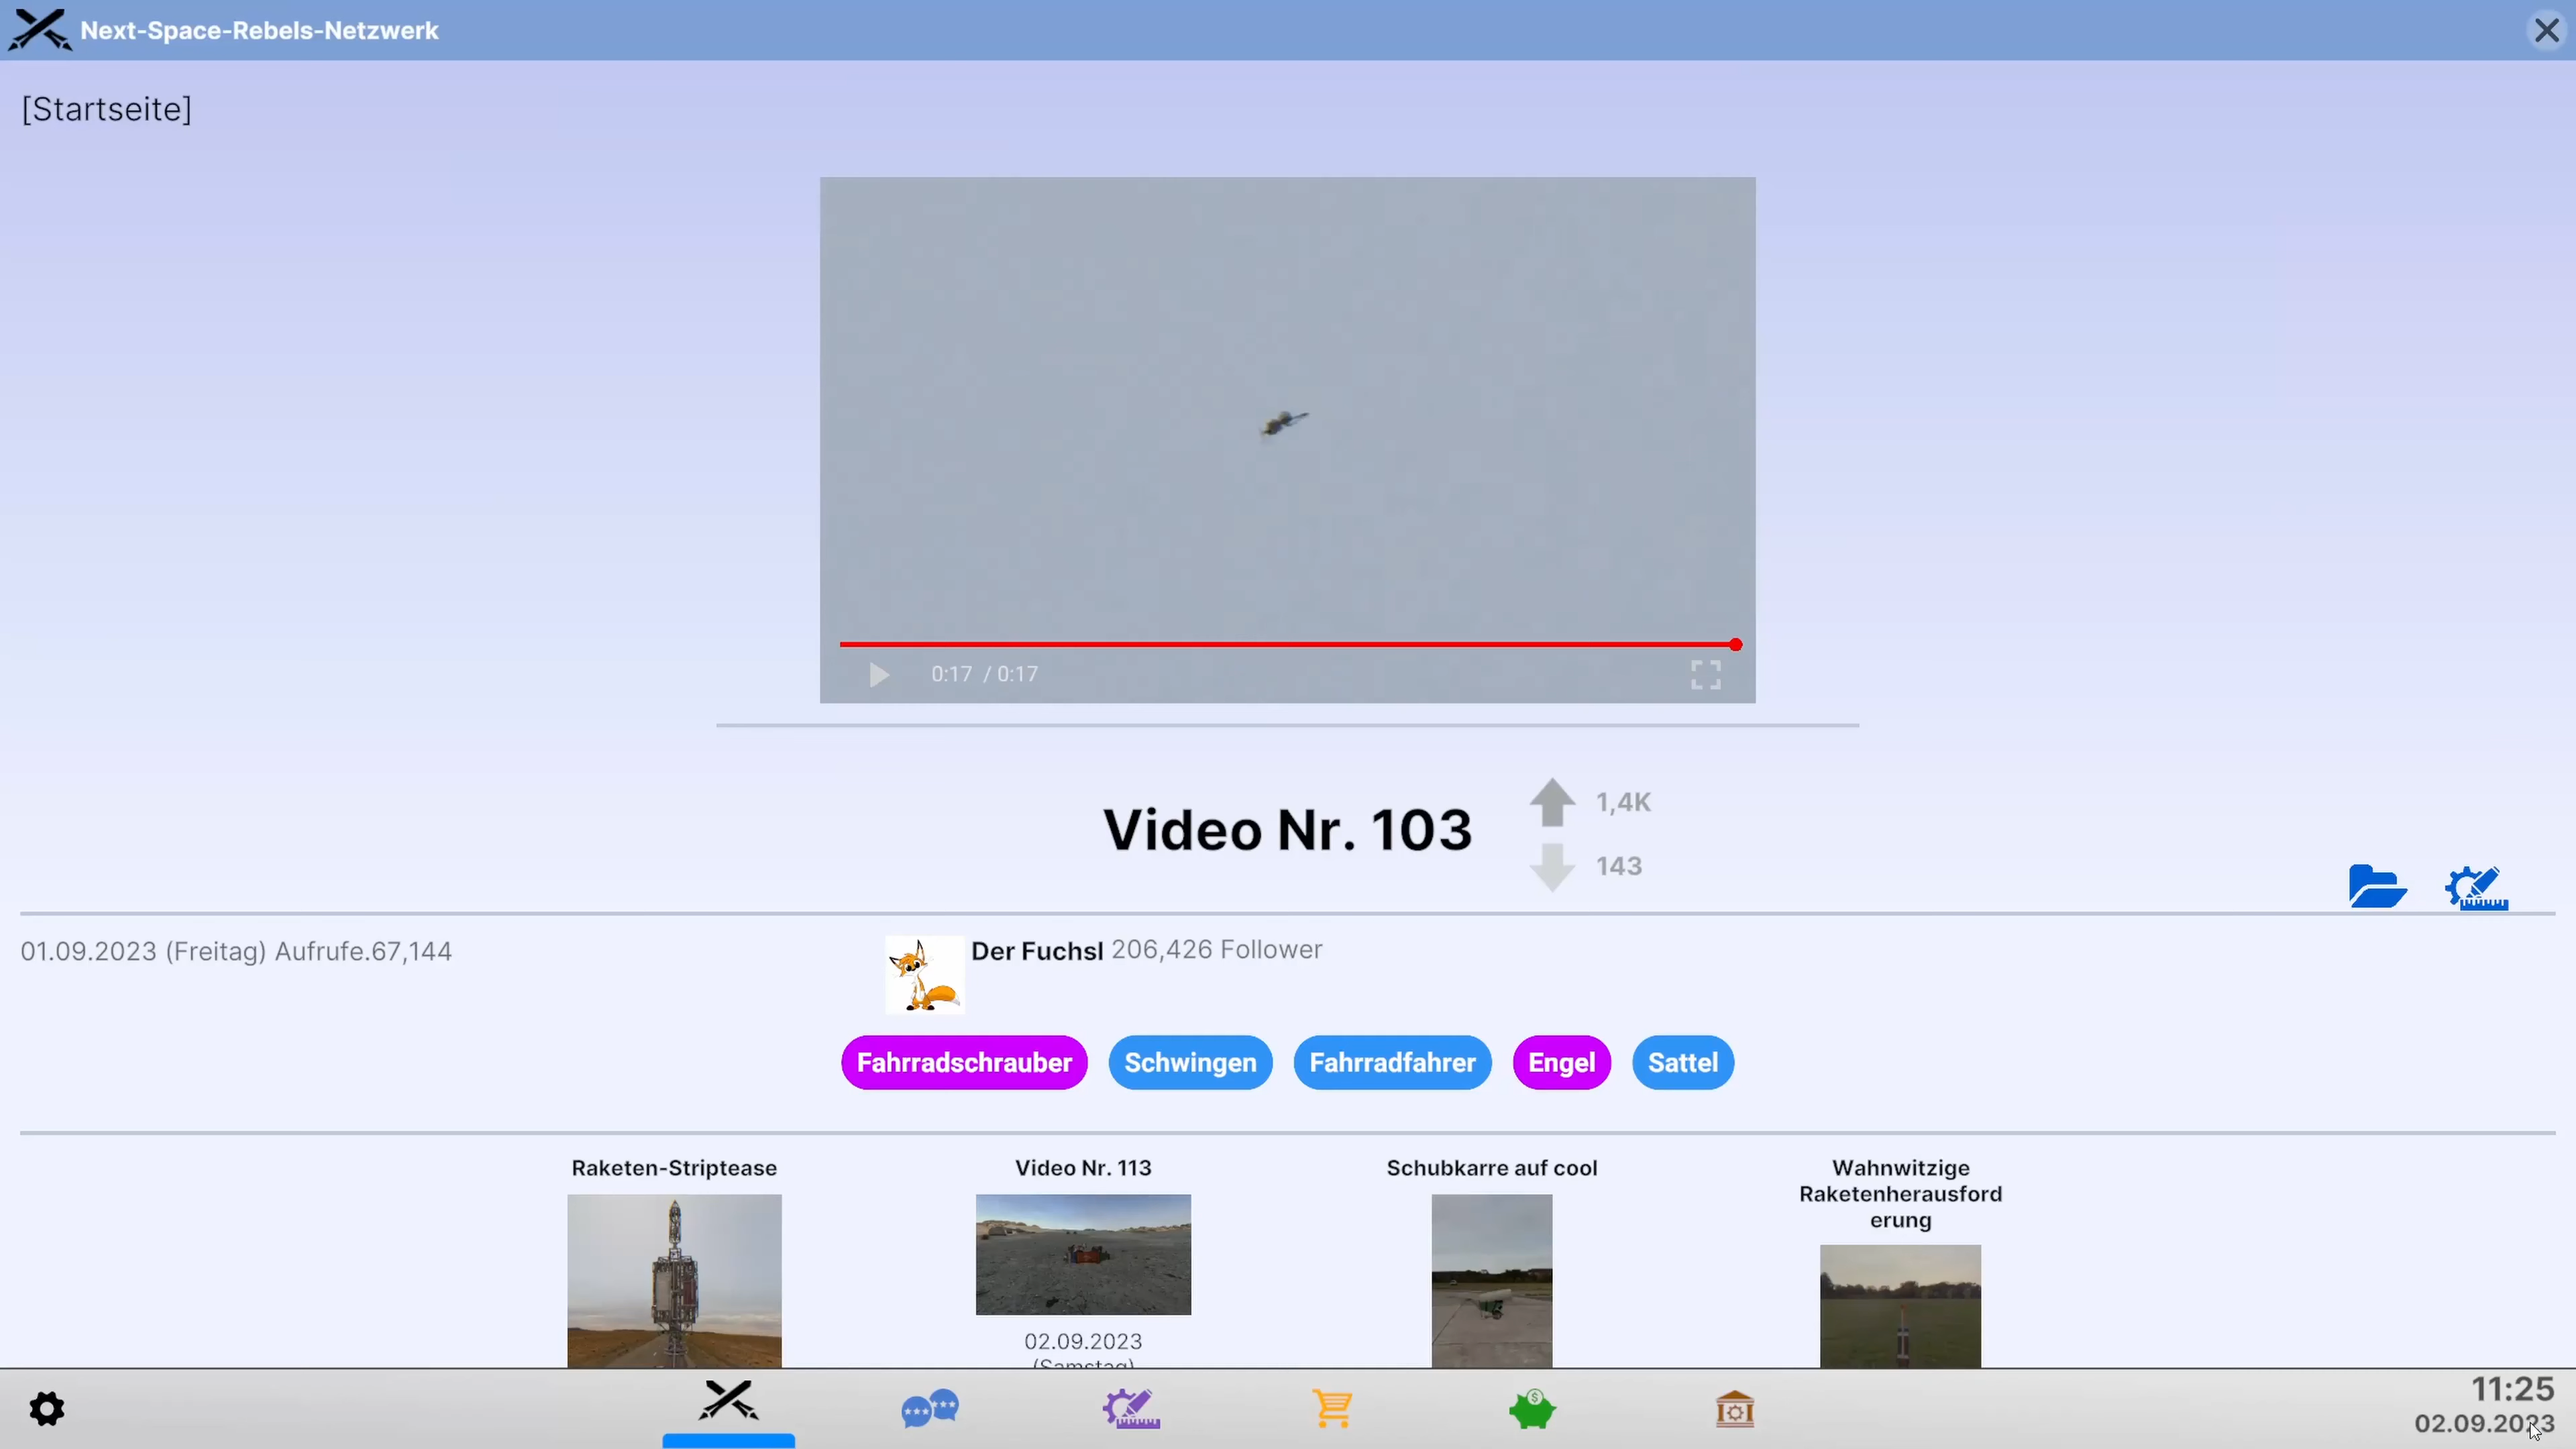 Next-Space-Rebels-Netzwerk
[Startseite]
0:17 / 0:17
Video Nr. 103
1,4K
143
01.09.2023 (Freitag) Aufrufe.67,144
Der Fuchsl 206,426 Follower
Fahrradschrauber Schwingen Fahrradfahrer Engel Sattel
Raketen-Striptease
Video Nr. 113
02.09.2023
(Samstag)
Schubkarre auf cool
Wahnwitzige
Raketenherausford
erung
11:25
02.09.2023